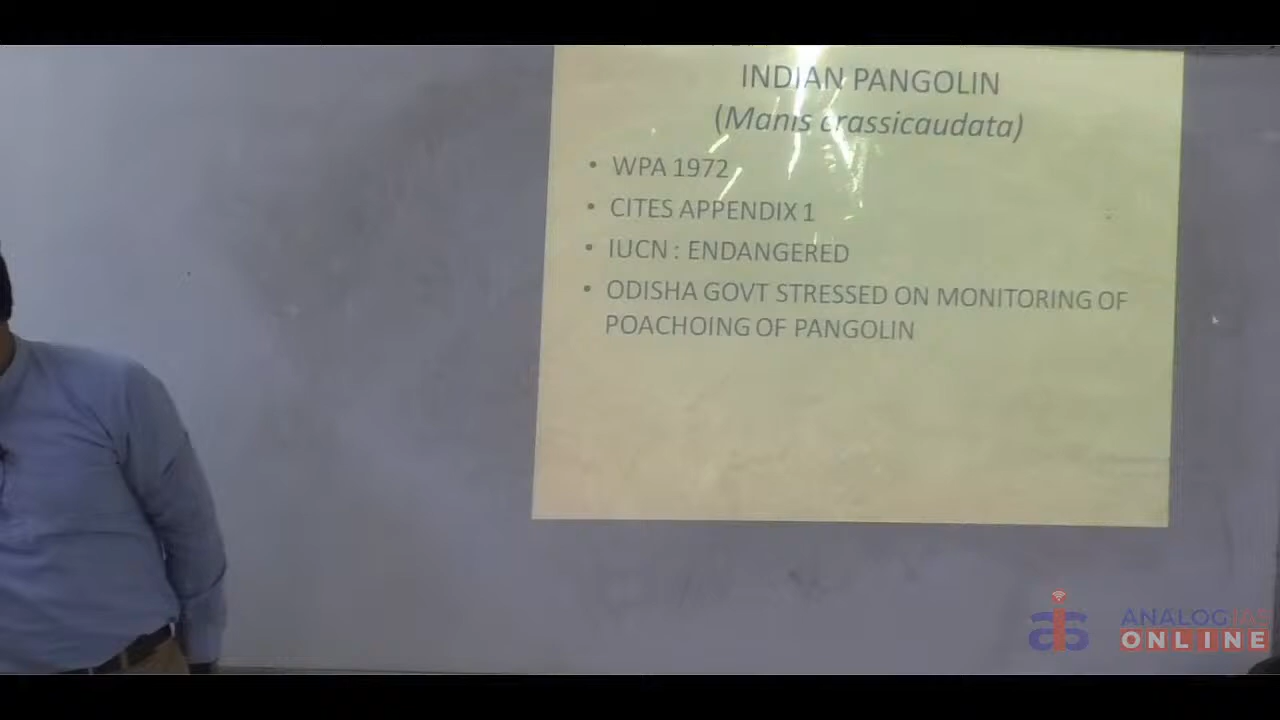 INDIAN PANGOLIN
(Manis crassicaudata)
• WPA 1972
• CITES APPENDIX 1
• IUCN : ENDANGERED
• ODISHA GOVT STRESSED ON MONITORING OF
POACHOING OF PANGOLIN
ANALOG IAS
ONLINE